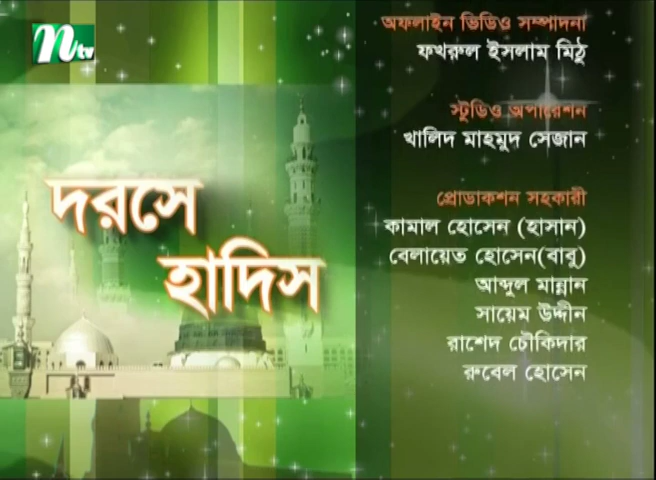 ntv
দরসে
হাদিস
অফলাইন ভিডিও সম্পাদনা
ফখরুল ইসলাম মিঠু
স্টুডিও অপারেশন
খালিদ মাহমুদ সেজান
প্রোডাকশন সহকারী
কামাল হোসেন (হাসান)
বেলায়েত হোসেন(বাবু)
আব্দুল মান্নান
সায়েম উদ্দীন
রাশেদ চৌকিদার
রুবেল হোসেন